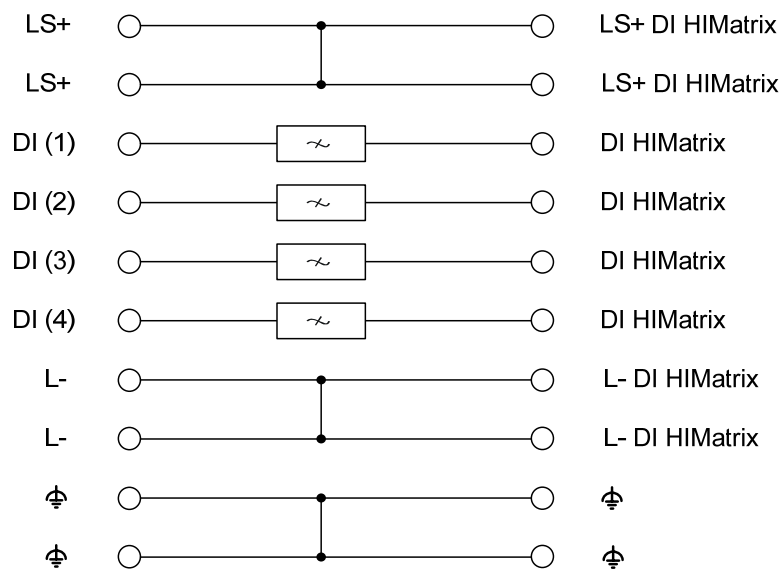 LS+ LS+ DI HIMatrix
LS+ LS+ DI HIMatrix
DI (1) DI HIMatrix
DI (2) DI HIMatrix
DI (3) DI HIMatrix
DI (4) DI HIMatrix
L- L- DI HIMatrix
L- L- DI HIMatrix